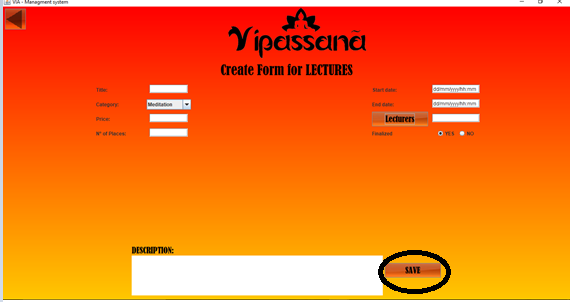 VIA - Managment system
Vipassanā
Create Form for LECTURES
Title:
Start date: dd/mm/yyyy/hh mm
Category: Meditation
End date: dd/mm/yyyy/hh mm
Price:
Lecturers
Nº of Places:
Finalized YES NO
DESCRIPTION:
SAVE